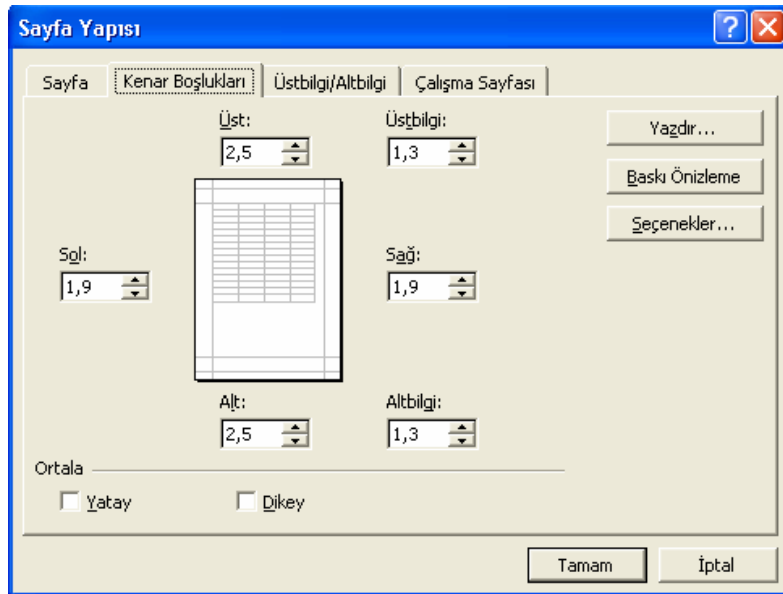 Sayfa Yapısı
Sayfa Kenar Boşlukları Üstbilgi/Altbilgi Çalışma Sayfası
Üst: Üstbilgi:
2,5 1,3
Yazdır...
Baskı Önizleme
Seçenekler...
Sol: Sağ:
1,9 1,9
Alt: Altbilgi:
2,5 1,3
Ortala
Yatay Dikey
Tamam İptal